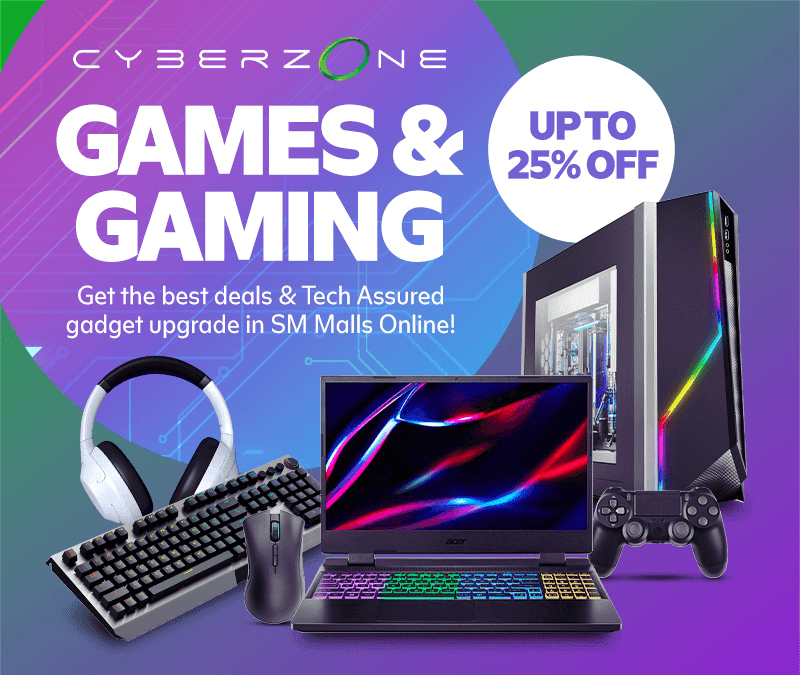 CYBERZONE
GAMES &
GAMING
UP TO
25% OFF
Get the best deals & Tech Assured
gadget upgrade in SM Malls Online!
acer